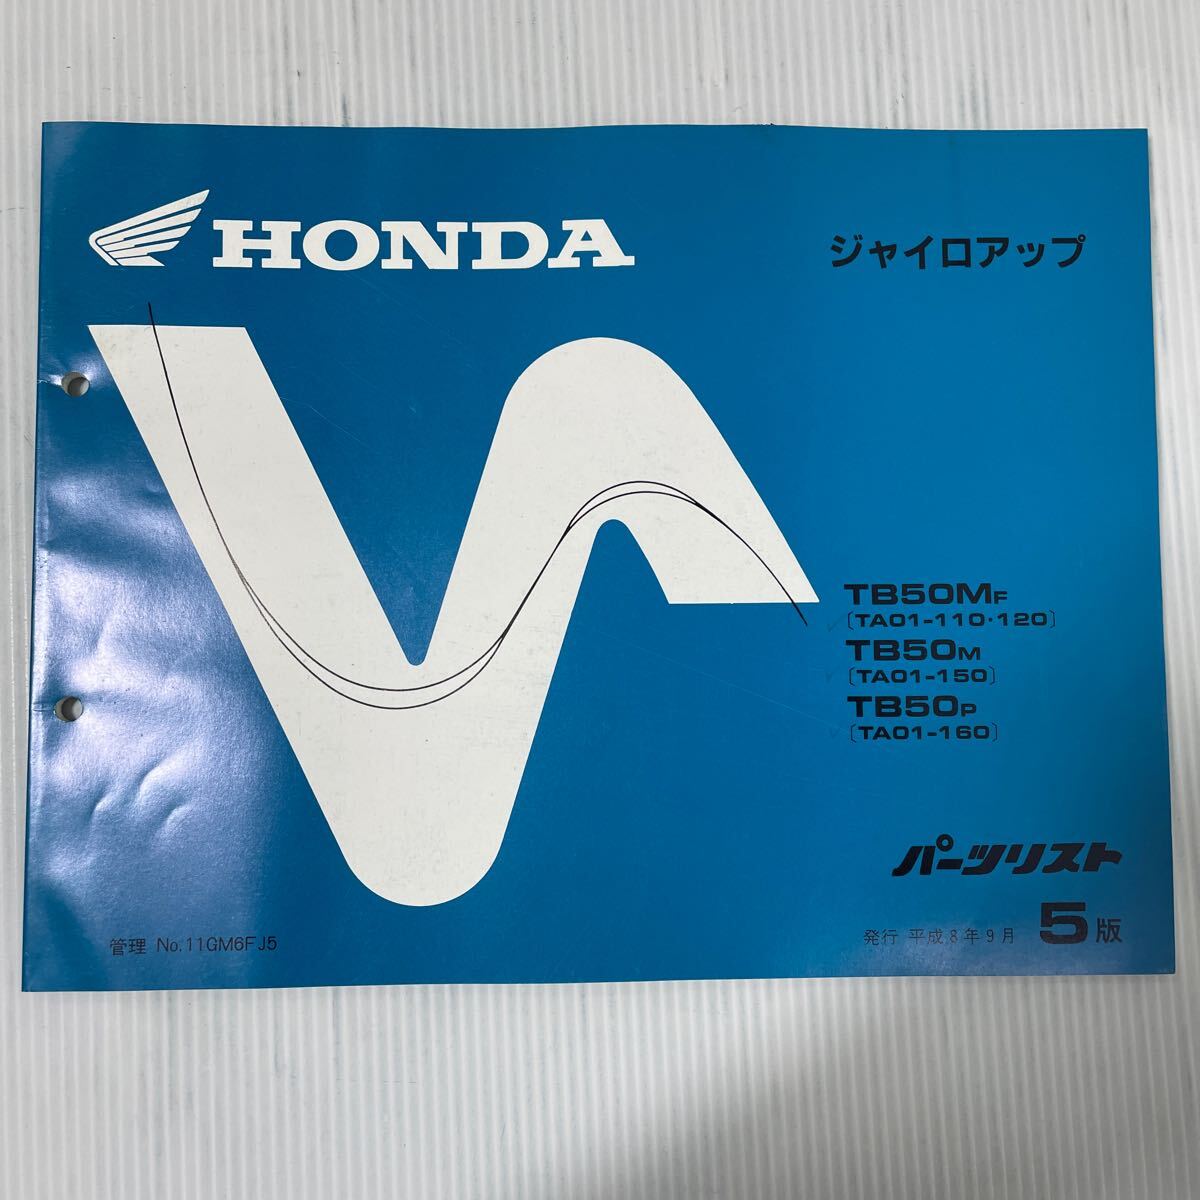 HONDA
ジャイロアップ
TB50MF
〔TA01-110・120〕
TB50M
〔TA01-150〕
TB50P
〔TA01-160〕
パーツリスト
管理 No.11GM6FJ5
発行 平成8年9月 5版